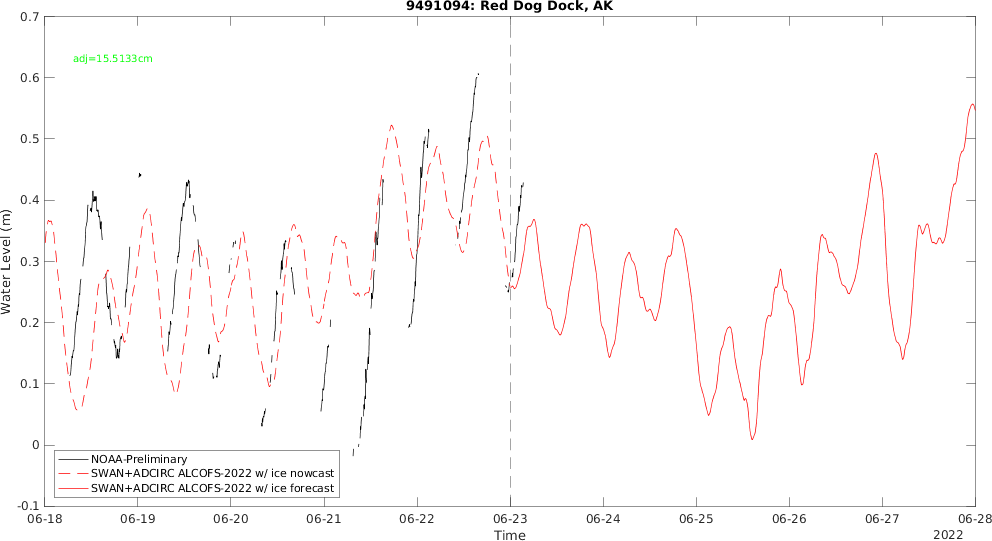 9491094: Red Dog Dock, AK
adj=15.5133cm
Water Level (m)
0.7
0.6
0.5
0.4
0.3
0.2
0.1
0
-0.1
NOAA-Preliminary
SWAN+ADCIRC ALCOFS-2022 w/ ice nowcast
SWAN+ADCIRC ALCOFS-2022 w/ ice forecast
06-18 06-19 06-20 06-21 06-22 06-23 06-24 06-25 06-26 06-27 06-28
Time
2022